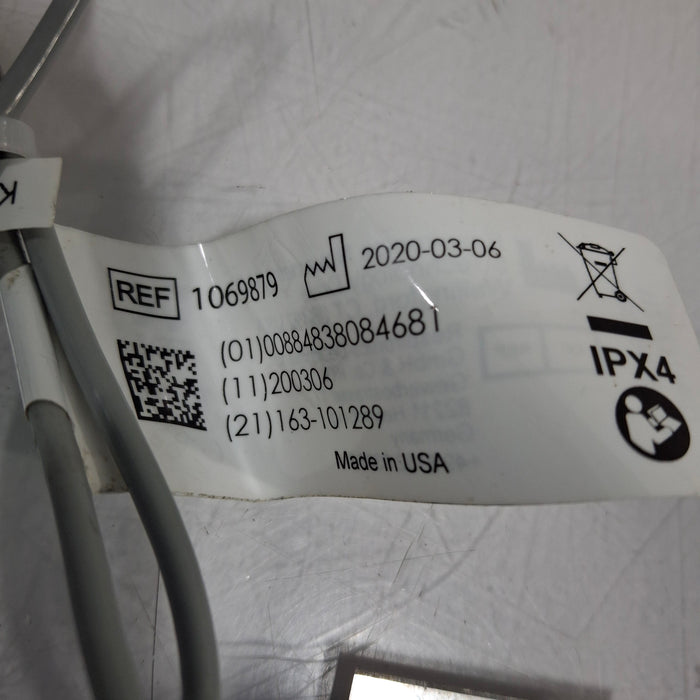 K
REF 1069879 2020-03-06
(01)00884838084681
(11)200306
(21)163-101289
Made in USA
IPX4